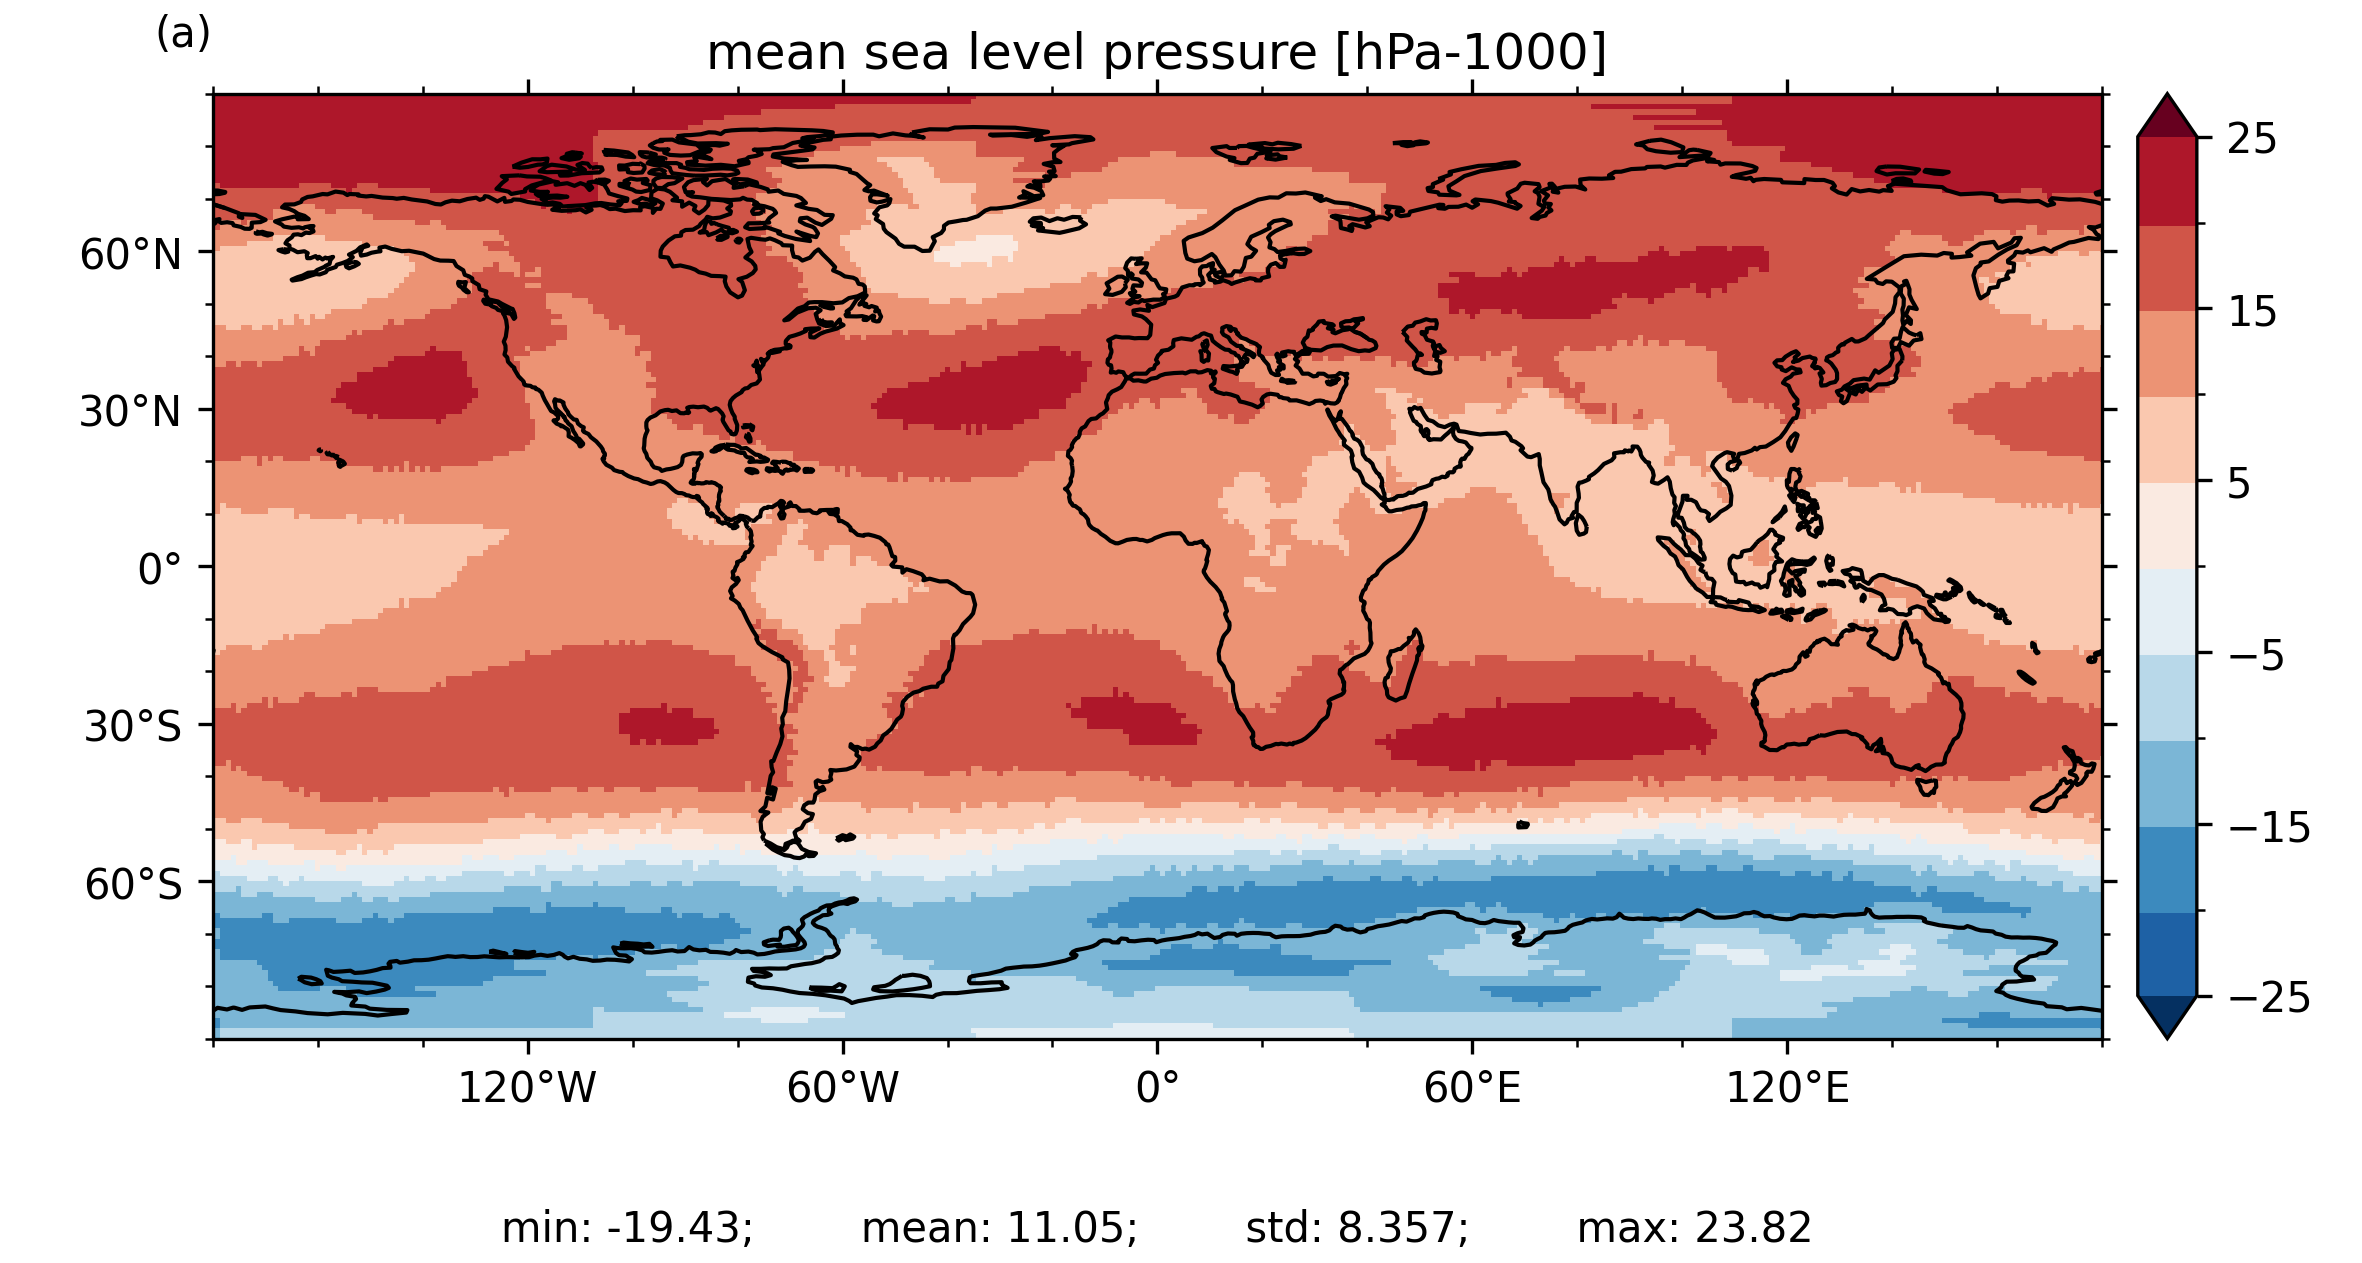 (a)
mean sea level pressure [hPa-1000]
60°N
30°N
0°
30°S
60°S
120°W 60°W 0° 60°E 120°E
25
15
5
−5
−15
−25
min: -19.43; mean: 11.05; std: 8.357; max: 23.82